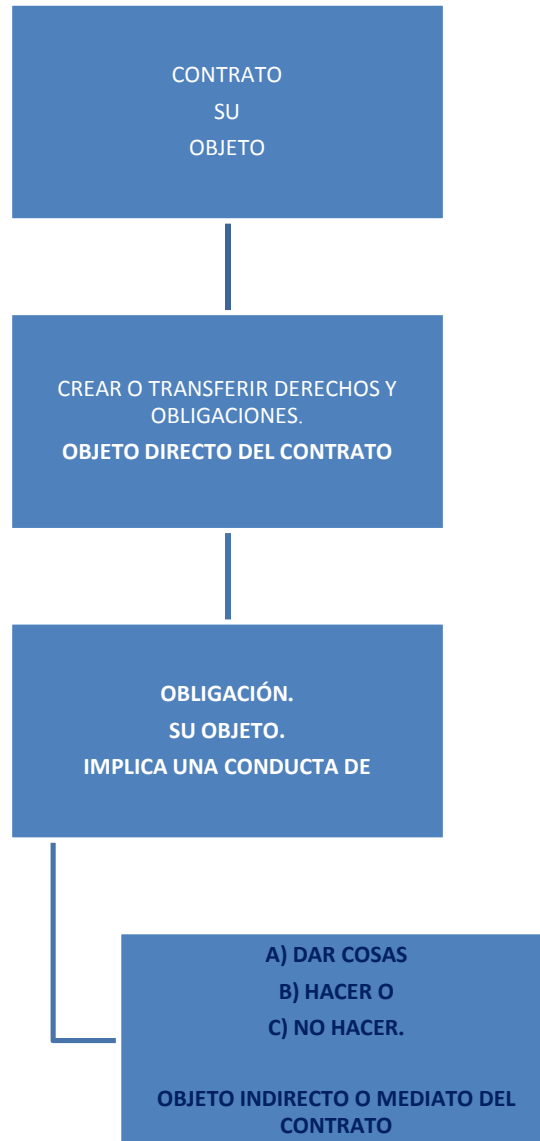 CONTRATO
SU
OBJETO
CREAR O TRANSFERIR DERECHOS Y
OBLIGACIONES.
OBJETO DIRECTO DEL CONTRATO
OBLIGACIÓN.
SU OBJETO.
IMPLICA UNA CONDUCTA DE
A) DAR COSAS
B) HACER O
C) NO HACER.
OBJETO INDIRECTO O MEDIATO DEL
CONTRATO